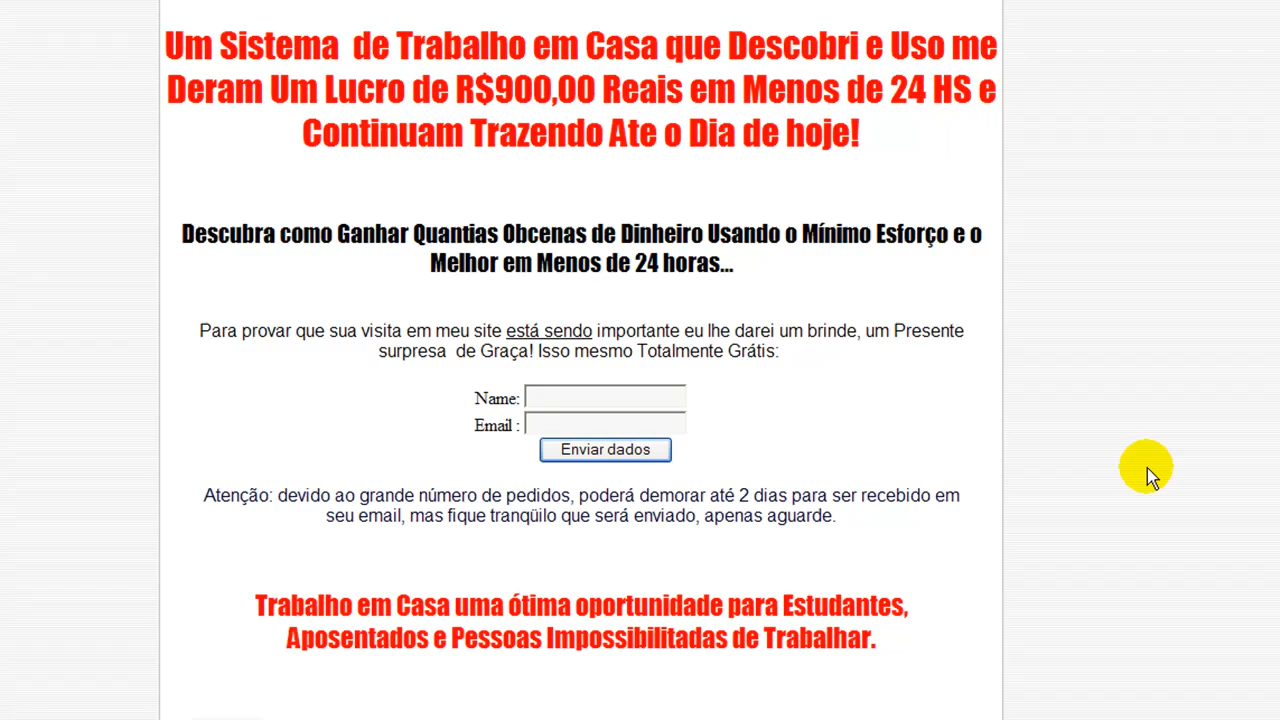 Um Sistema de Trabalho em Casa que Descobri e Uso me
Deram Um Lucro de R$900,00 Reais em Menos de 24 HS e
Continuam Trazendo Ate o Dia de hoje!
Descubra como Ganhar Quantias Obcenas de Dinheiro Usando o Mínimo Esforço e o
Melhor em Menos de 24 horas...
Para provar que sua visita em meu site está sendo importante eu lhe darei um brinde, um Presente
surpresa de Graça! Isso mesmo Totalmente Grátis:
Name:
Email :
Enviar dados
Atenção: devido ao grande número de pedidos, poderá demorar até 2 dias para ser recebido em
seu email, mas fique tranqüilo que será enviado, apenas aguarde.
Trabalho em Casa uma ótima oportunidade para Estudantes,
Aposentados e Pessoas Impossibilitadas de Trabalhar.